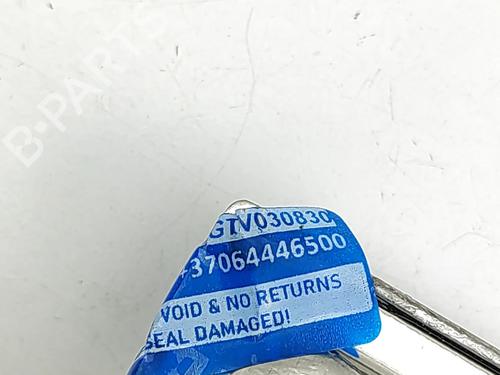 B-PARTS
GTV030830
+37064446500
VOID & NO RETURNS
SEAL DAMAGED!